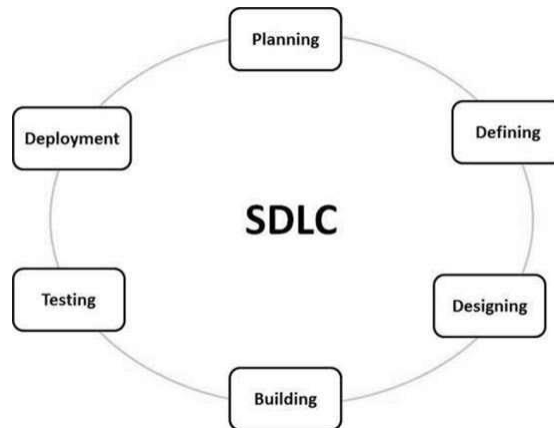 Planning
Defining
Designing
Building
Testing
Deployment
SDLC